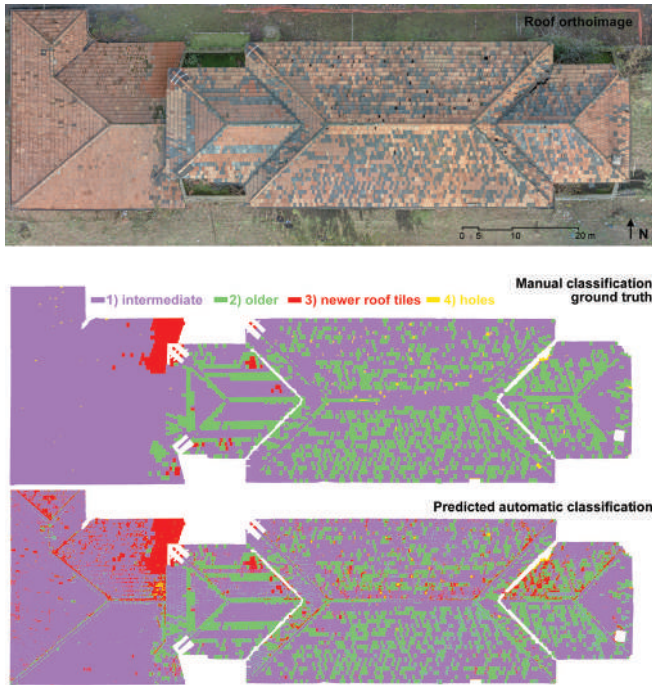 Roof orthoimage
0 5 10 20 m
N
1) intermediate 2) older 3) newer roof tiles 4) holes
Manual classification
ground truth
Predicted automatic classification